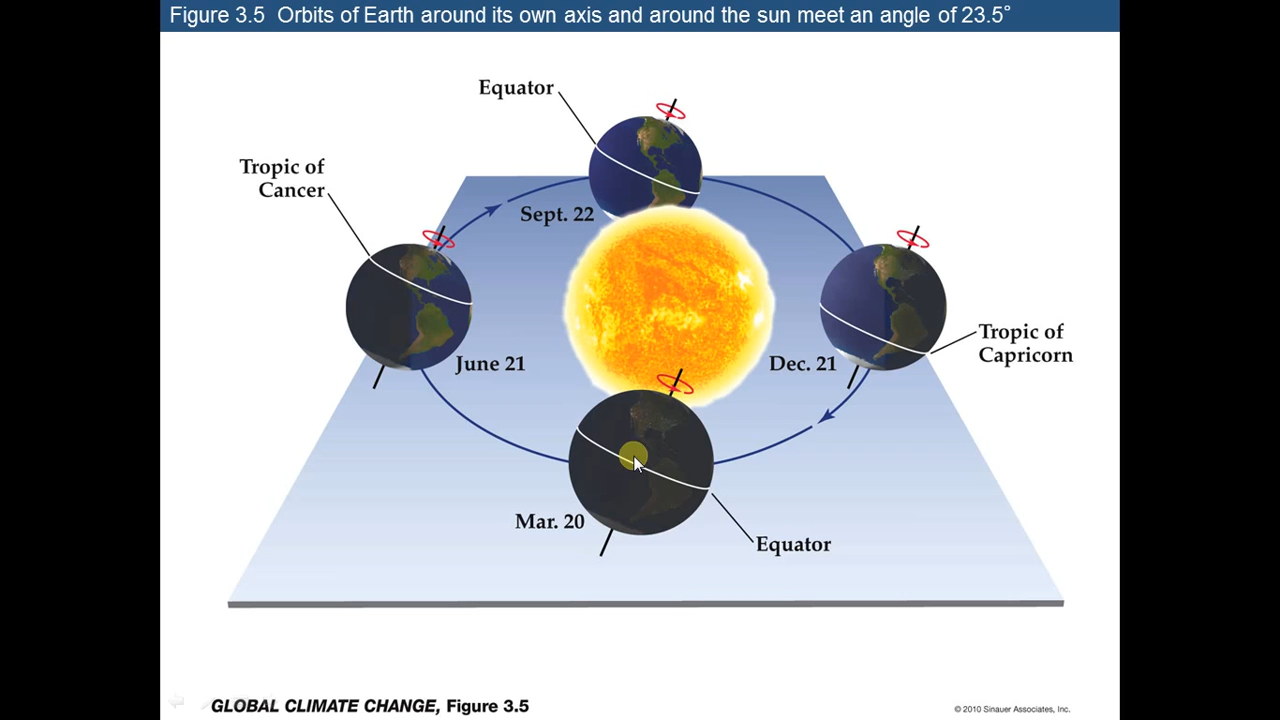 Figure 3.5  Orbits of Earth around its own axis and around the sun meet an angle of 23.5°
Equator
Tropic of
Cancer
Sept. 22
June 21
Dec. 21
Tropic of
Capricorn
Mar. 20
Equator
GLOBAL CLIMATE CHANGE, Figure 3.5
© 2010 Sinauer Associates, Inc.